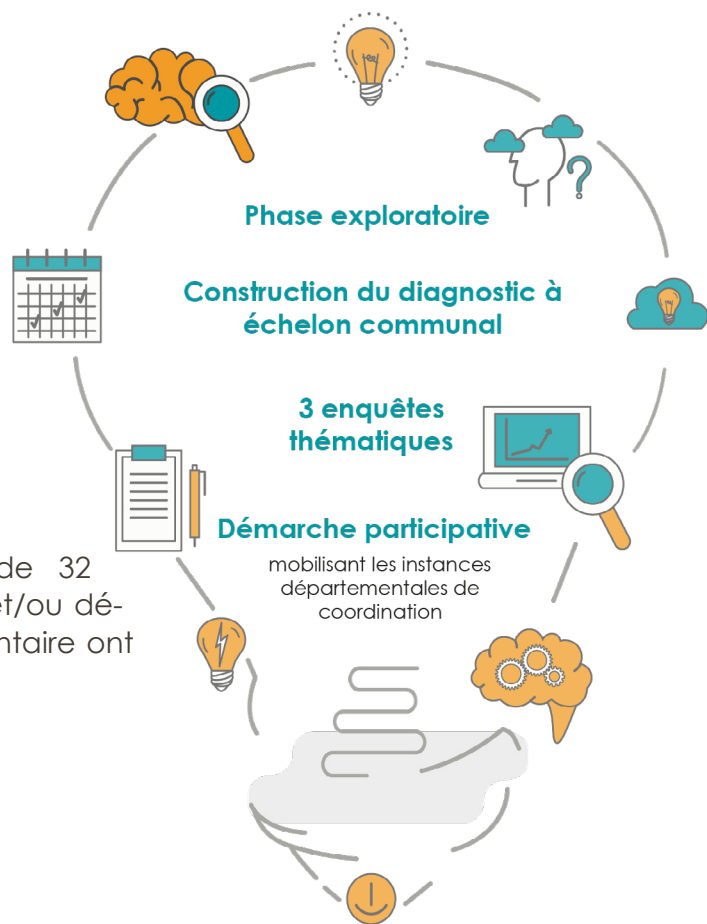 Phase exploratoire
Construction du diagnostic à
échelon communal
3 enquêtes
thématiques
Démarche participative
mobilisant les instances
départementales de
coordination
de 32
et/ou dé-
ntaire ont